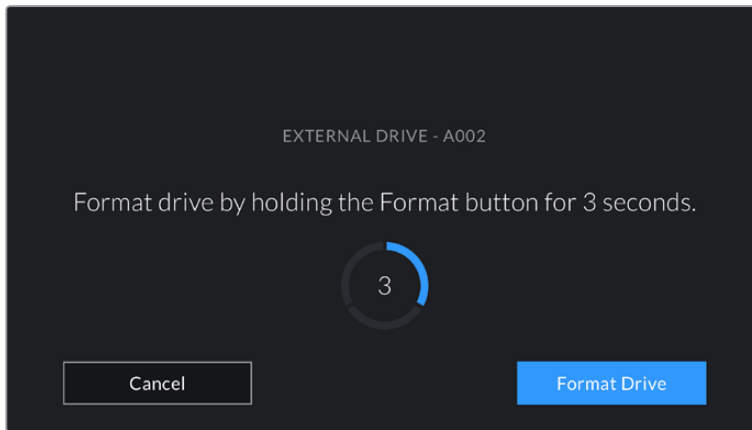 EXTERNAL DRIVE - A002
Format drive by holding the Format button for 3 seconds.
3
Cancel
Format Drive